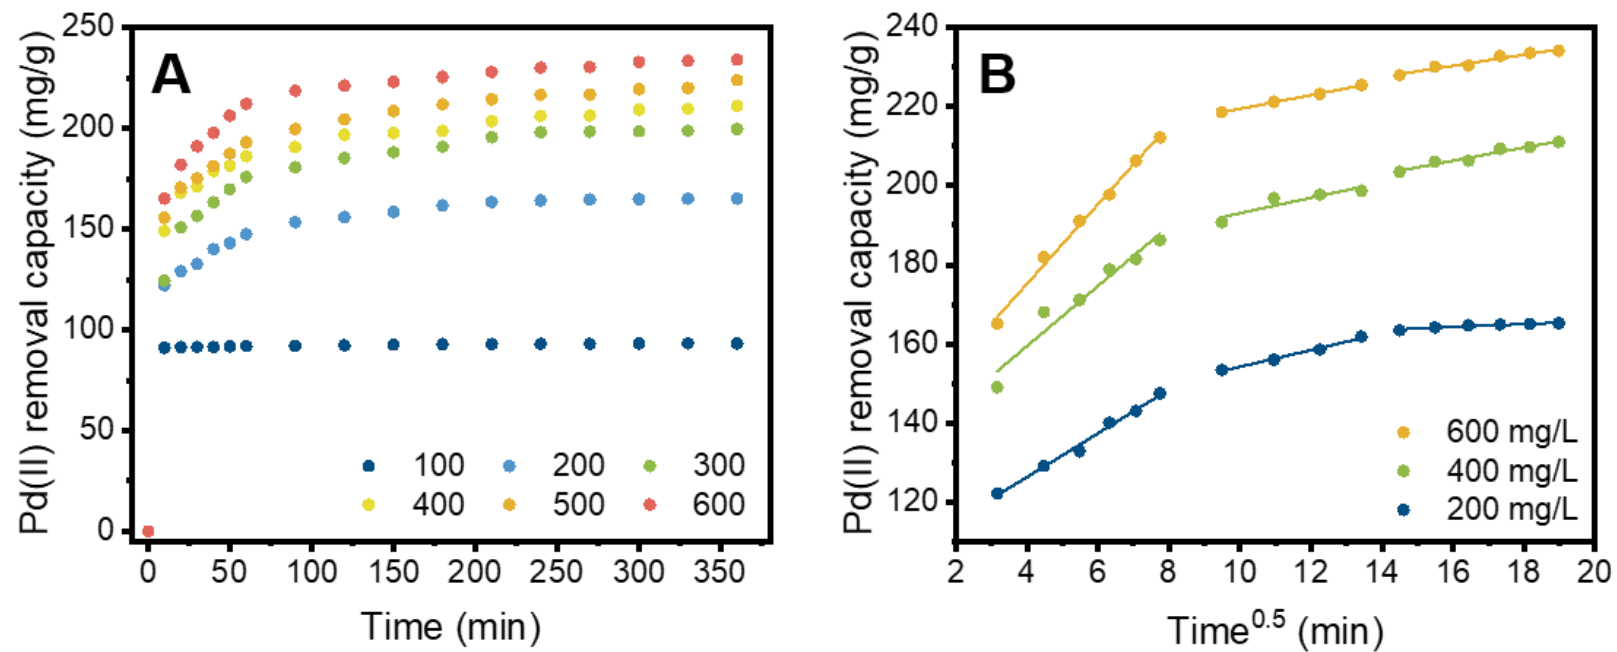 A
Pd(II) removal capacity (mg/g)
250
200
150
100
50
0
100 200 300
400 500 600
0 50 100 150 200 250 300 350
Time (min)
B
Pd(II) removal capacity (mg/g)
240
220
200
180
160
140
120
600 mg/L
400 mg/L
200 mg/L
2 4 6 8 10 12 14 16 18 20
Time^0.5 (min)